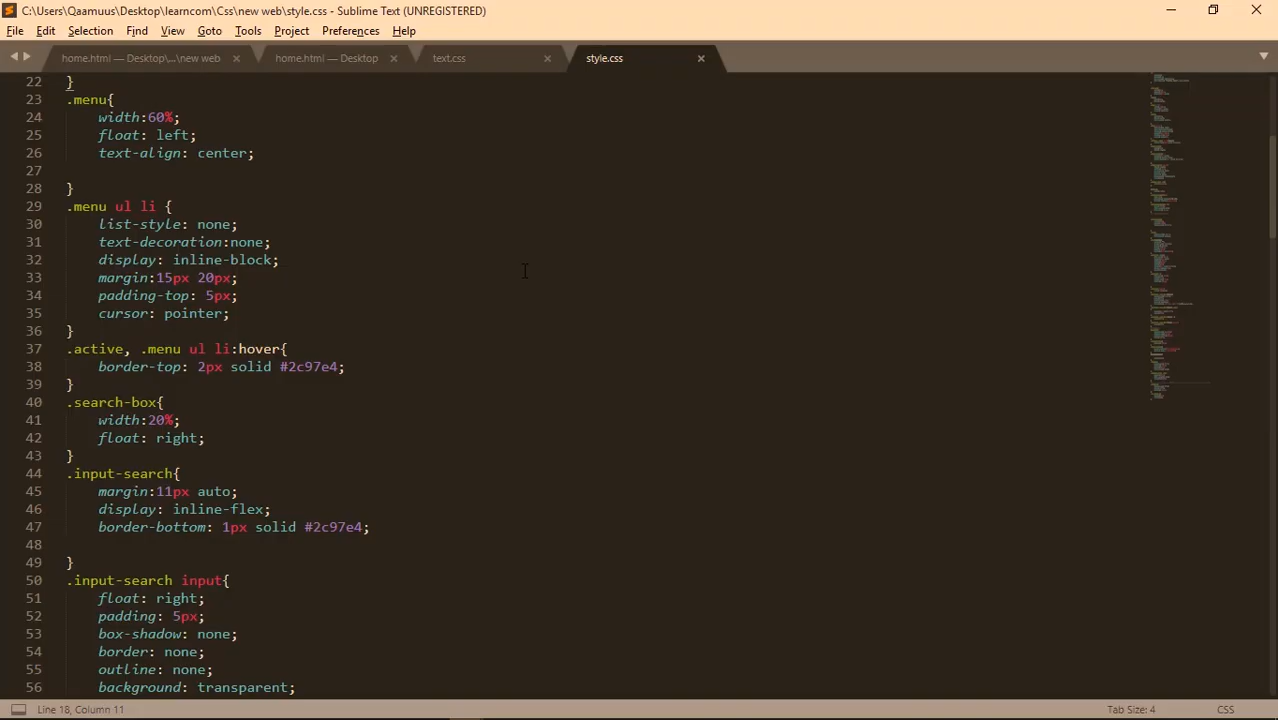 C:\Users\Qaamuus\Desktop\learncom\Css\new web\style.css - Sublime Text (UNREGISTERED)
File Edit Selection Find View Goto Tools Project Preferences Help
home.html — Desktop\...\new web × home.html — Desktop × text.css × style.css ×
22 }
23 .menu{
24 width:60%;
25 float: left;
26 text-align: center;
27
28 }
29 .menu ul li {
30 list-style: none;
31 text-decoration:none;
32 display: inline-block;
33 margin:15px 20px;
34 padding-top: 5px;
35 cursor: pointer;
36 }
37 .active, .menu ul li:hover{
38 border-top: 2px solid #2c97e4;
39 }
40 .search-box{
41 width:20%;
42 float: right;
43 }
44 .input-search{
45 margin:11px auto;
46 display: inline-flex;
47 border-bottom: 1px solid #2c97e4;
48
49 }
50 .input-search input{
51 float: right;
52 padding: 5px;
53 box-shadow: none;
54 border: none;
55 outline: none;
56 background: transparent;
Line 18, Column 11 Tab Size: 4 CSS